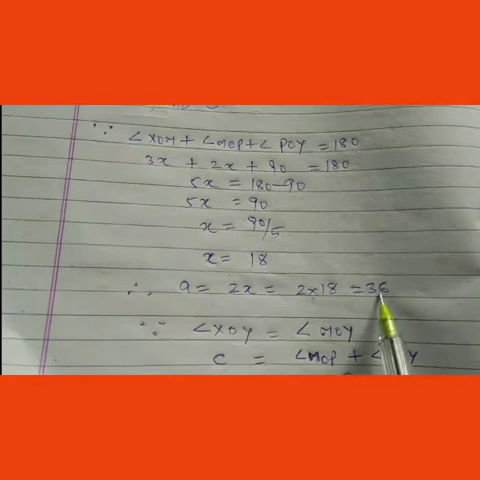 ∵ ∠XOM + ∠MOP + ∠POY = 180
3x + 2x + 90 = 180
5x = 180-90
5x = 90
x = 90/5
x = 18
∴, a = 2x = 2×18 = 36
∵ ∠XOY = ∠MOY
c = ∠MOP + ∠ Y